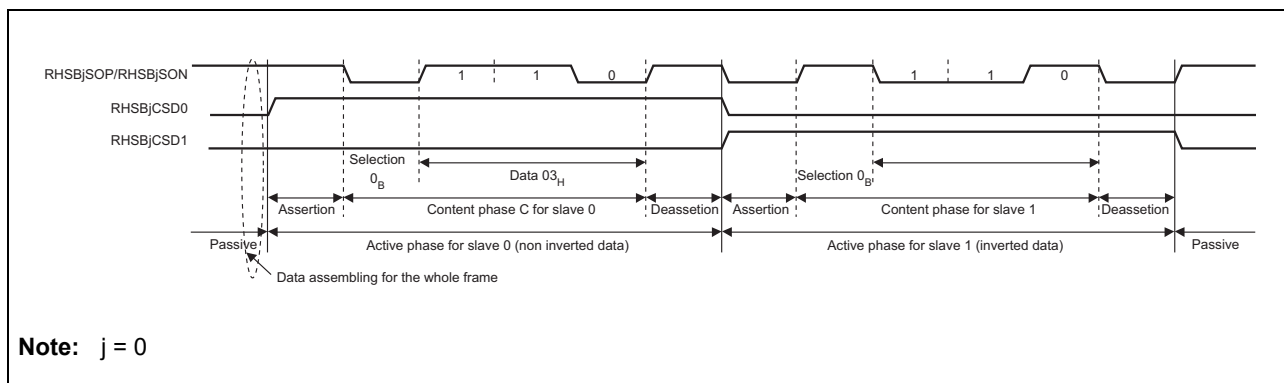 RHSBjSOP/RHSBjSON 1 1 0 1 1 0
RHSBjCSD0
RHSBjCSD1
Selection
0B Data 03H Selection 0B
Assertion Content phase C for slave 0 Deassetion Assertion Content phase for slave 1 Deassetion
Passive Active phase for slave 0 (non inverted data) Active phase for slave 1 (inverted data) Passive
Data assembling for the whole frame
Note: j = 0